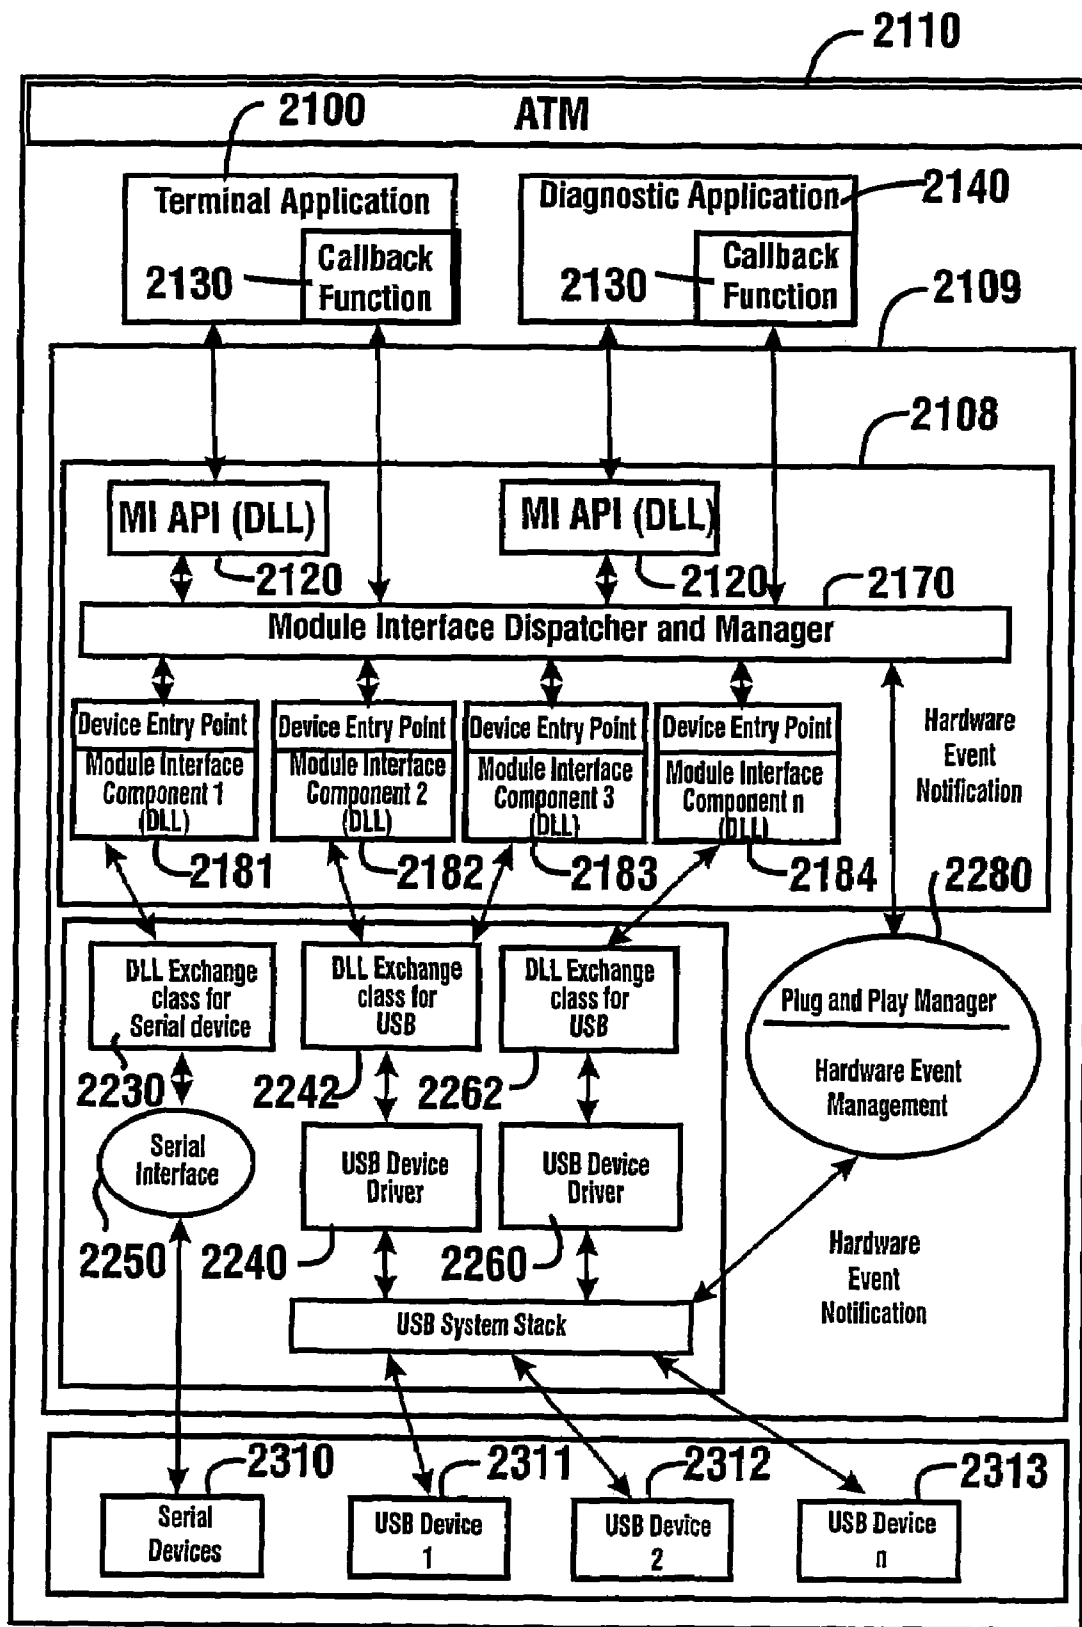 2110
2100
ATM
Terminal Application
Diagnostic Application
2140
Callback
Function
2130
Callback
Function
2130
2109
2108
MI API (DLL)
MI API (DLL)
2120
2120
2170
Module Interface Dispatcher and Manager
Device Entry Point
Module Interface
Component 1
(DLL)
Device Entry Point
Module Interface
Component 2
(DLL)
Device Entry Point
Module Interface
Component 3
(DLL)
Device Entry Point
Module Interface
Component n
(DLL)
Hardware
Event
Notification
2181
2182
2183
2184
2280
DLL Exchange
class for
Serial device
DLL Exchange
class for
USB
DLL Exchange
class for
USB
Plug and Play Manager
Hardware Event
Management
2230
2242
2262
Serial
Interface
USB Device
Driver
USB Device
Driver
2250
2240
2260
Hardware
Event
Notification
USB System Stack
2310
2311
2312
2313
Serial
Devices
USB Device
1
USB Device
2
USB Device
n